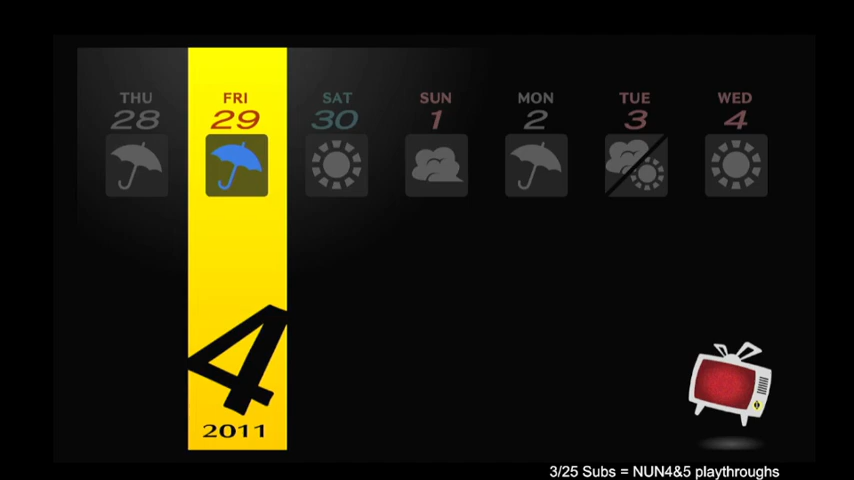 THU FRI SAT SUN MON TUE WED
28 29 30 1 2 3 4
4
2011
3/25 Subs = NUN4&5 playthroughs